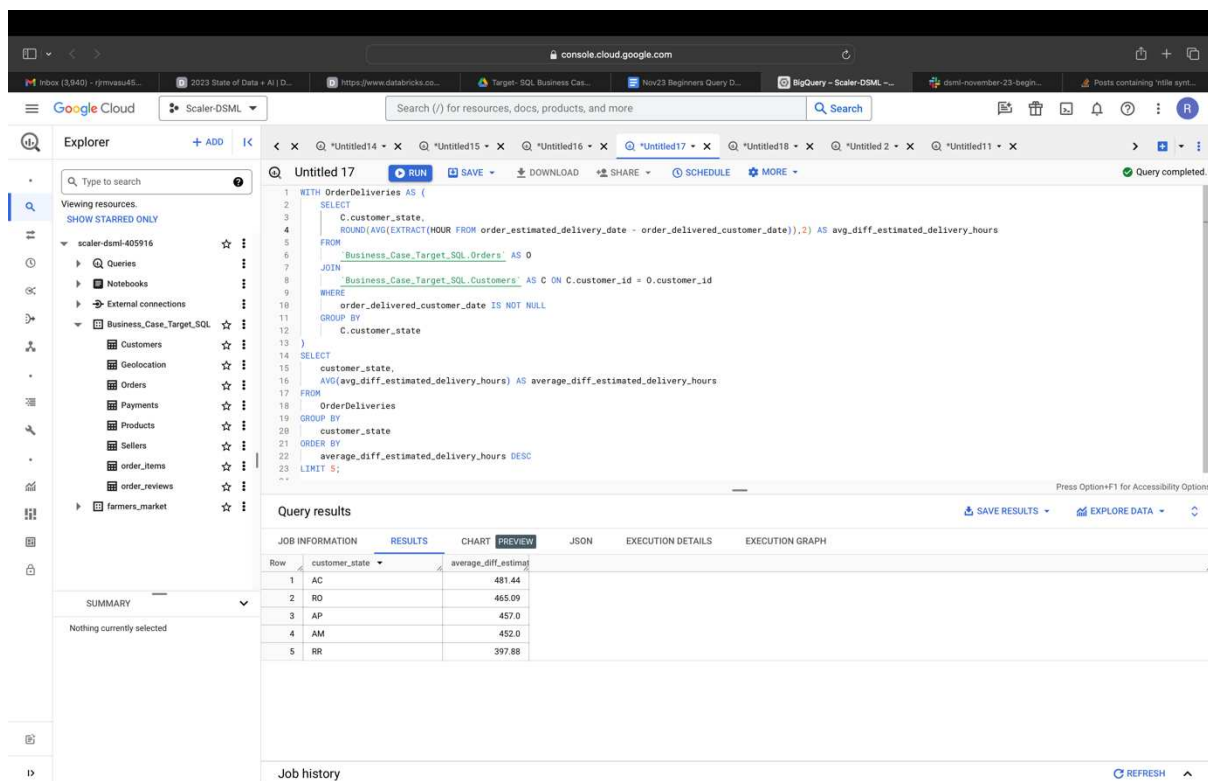 console.cloud.google.com
Inbox (3,940) - rjrmvasu45...
2023 State of Data + AI | D...
https://www.databricks.co...
Target- SQL Business Cas...
Nov23 Beginners Query D...
BigQuery – Scaler-DSML –...
dsml-november-23-begin...
Posts containing 'ntile synt...
Google Cloud
Scaler-DSML
Search (/) for resources, docs, products, and more
Search
R
Explorer
+ ADD
*Untitled14
*Untitled15
*Untitled16
*Untitled17
*Untitled18
*Untitled 2
*Untitled11
Type to search
Viewing resources.
SHOW STARRED ONLY
scaler-dsml-405916
Queries
Notebooks
External connections
Business_Case_Target_SQL
Customers
Geolocation
Orders
Payments
Products
Sellers
order_items
order_reviews
farmers_market
SUMMARY
Nothing currently selected
Untitled 17
RUN
SAVE
DOWNLOAD
SHARE
SCHEDULE
MORE
Query completed.
1 WITH OrderDeliveries AS (
2 SELECT
3 C.customer_state,
4 ROUND(AVG(EXTRACT(HOUR FROM order_estimated_delivery_date - order_delivered_customer_date)),2) AS avg_diff_estimated_delivery_hours
5 FROM
6 `Business_Case_Target_SQL.Orders` AS O
7 JOIN
8 `Business_Case_Target_SQL.Customers` AS C ON C.customer_id = O.customer_id
9 WHERE
10 order_delivered_customer_date IS NOT NULL
11 GROUP BY
12 C.customer_state
13 )
14 SELECT
15 customer_state,
16 AVG(avg_diff_estimated_delivery_hours) AS average_diff_estimated_delivery_hours
17 FROM
18 OrderDeliveries
19 GROUP BY
20 customer_state
21 ORDER BY
22 average_diff_estimated_delivery_hours DESC
23 LIMIT 5;
Press Option+F1 for Accessibility Options
Query results
SAVE RESULTS
EXPLORE DATA
JOB INFORMATION
RESULTS
CHART PREVIEW
JSON
EXECUTION DETAILS
EXECUTION GRAPH
Row customer_state average_diff_estimat
1 AC 481.44
2 RO 465.09
3 AP 457.0
4 AM 452.0
5 RR 397.88
Job history
REFRESH